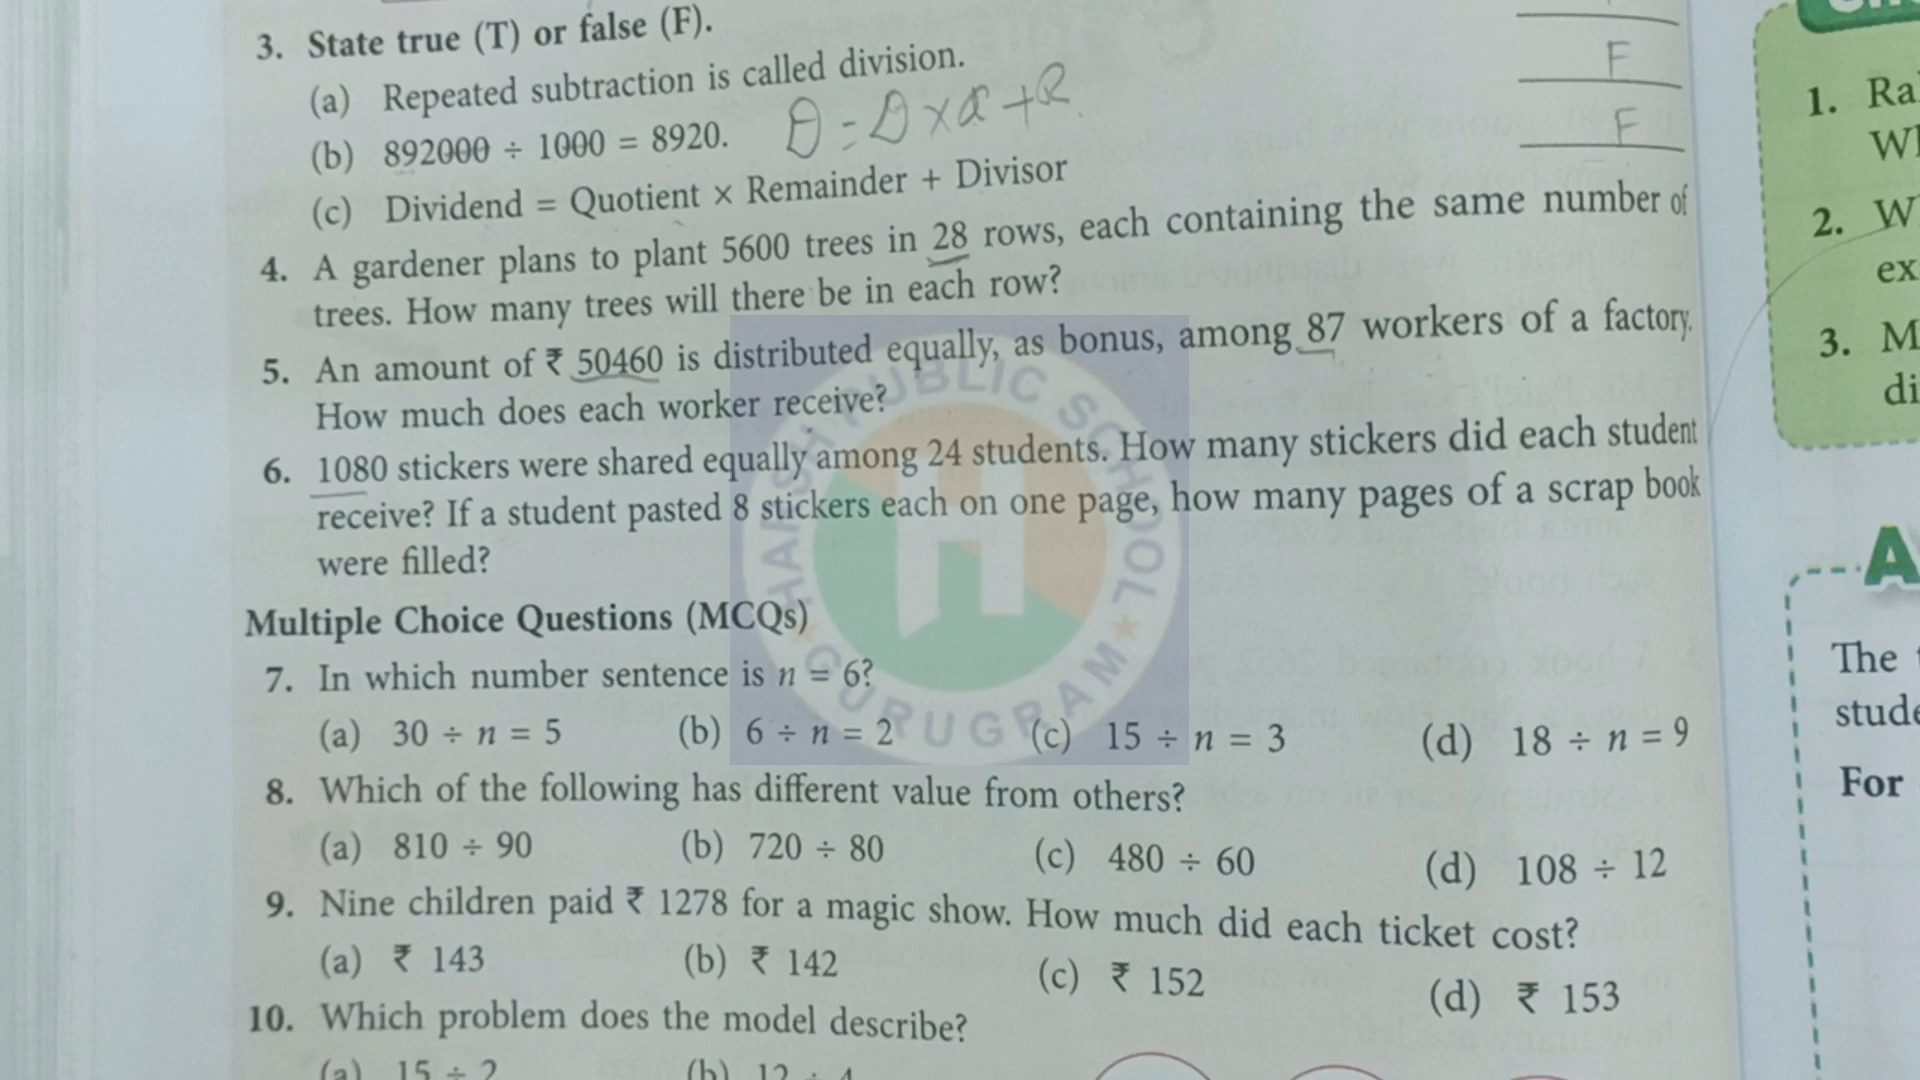 3. State true (T) or false (F).
(a) Repeated subtraction is called division.
(b) 892000 ÷ 1000 = 8920. F
D = D × Q + R
(c) Dividend = Quotient × Remainder + Divisor F
4. A gardener plans to plant 5600 trees in 28 rows, each containing the same number of
trees. How many trees will there be in each row?
5. An amount of ₹ 50460 is distributed equally, as bonus, among 87 workers of a factory.
How much does each worker receive?
6. 1080 stickers were shared equally among 24 students. How many stickers did each student
receive? If a student pasted 8 stickers each on one page, how many pages of a scrap book
were filled?
Multiple Choice Questions (MCQs)
7. In which number sentence is n = 6?
(a) 30 ÷ n = 5 (b) 6 ÷ n = 2 (c) 15 ÷ n = 3 (d) 18 ÷ n = 9
8. Which of the following has different value from others?
(a) 810 ÷ 90 (b) 720 ÷ 80 (c) 480 ÷ 60 (d) 108 ÷ 12
9. Nine children paid ₹ 1278 for a magic show. How much did each ticket cost?
(a) ₹ 143 (b) ₹ 142 (c) ₹ 152 (d) ₹ 153
10. Which problem does the model describe?
(a) 15 ÷ 2 (b) 12 ÷ 4
HARSH PUBLIC SCHOOL
GURUGRAM
H
1.
2.
ex
3. M
di
A
The
For